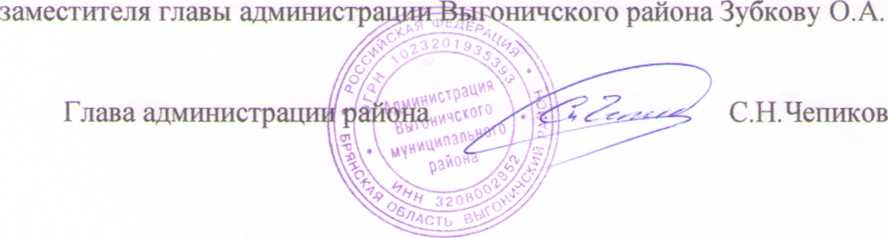 заместителя главы администрации Выгоничского района Зубкову О.А.
Глава администрации района С.Н.Чепиков
РОССИЙСКАЯ ФЕДЕРАЦИЯ
БРЯНСКАЯ ОБЛАСТЬ ВЫГОНИЧСКИЙ РАЙОН
ОГРН 1023201935393
ИНН 3208002952
Администрация
Выгоничского
муниципального
района